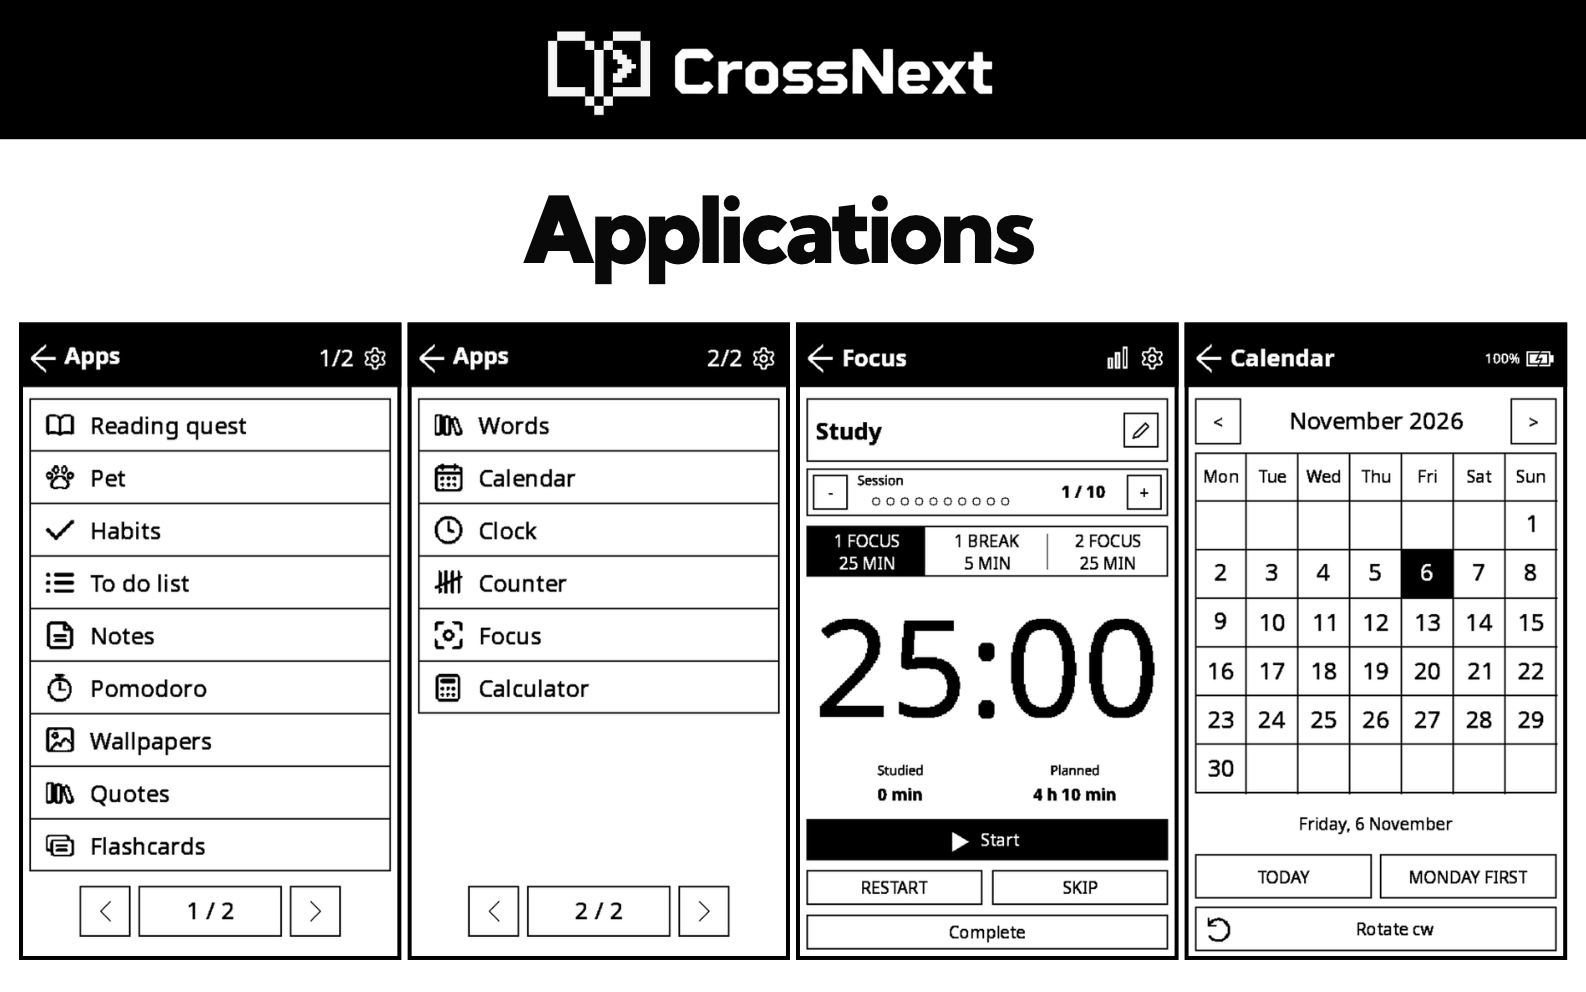 CrossNext
Applications
Apps 1/2
Reading quest
Pet
Habits
To do list
Notes
Pomodoro
Wallpapers
Quotes
Flashcards
< 1 / 2 >
Apps 2/2
Words
Calendar
Clock
Counter
Focus
Calculator
< 2 / 2 >
Focus
Study
- Session 1 / 10 +
1 FOCUS 1 BREAK 2 FOCUS
25 MIN 5 MIN 25 MIN
25:00
Studied Planned
0 min 4 h 10 min
Start
RESTART SKIP
Complete
Calendar 100%
< November 2026 >
Mon Tue Wed Thu Fri Sat Sun
1
2 3 4 5 6 7 8
9 10 11 12 13 14 15
16 17 18 19 20 21 22
23 24 25 26 27 28 29
30
Friday, 6 November
TODAY MONDAY FIRST
Rotate cw